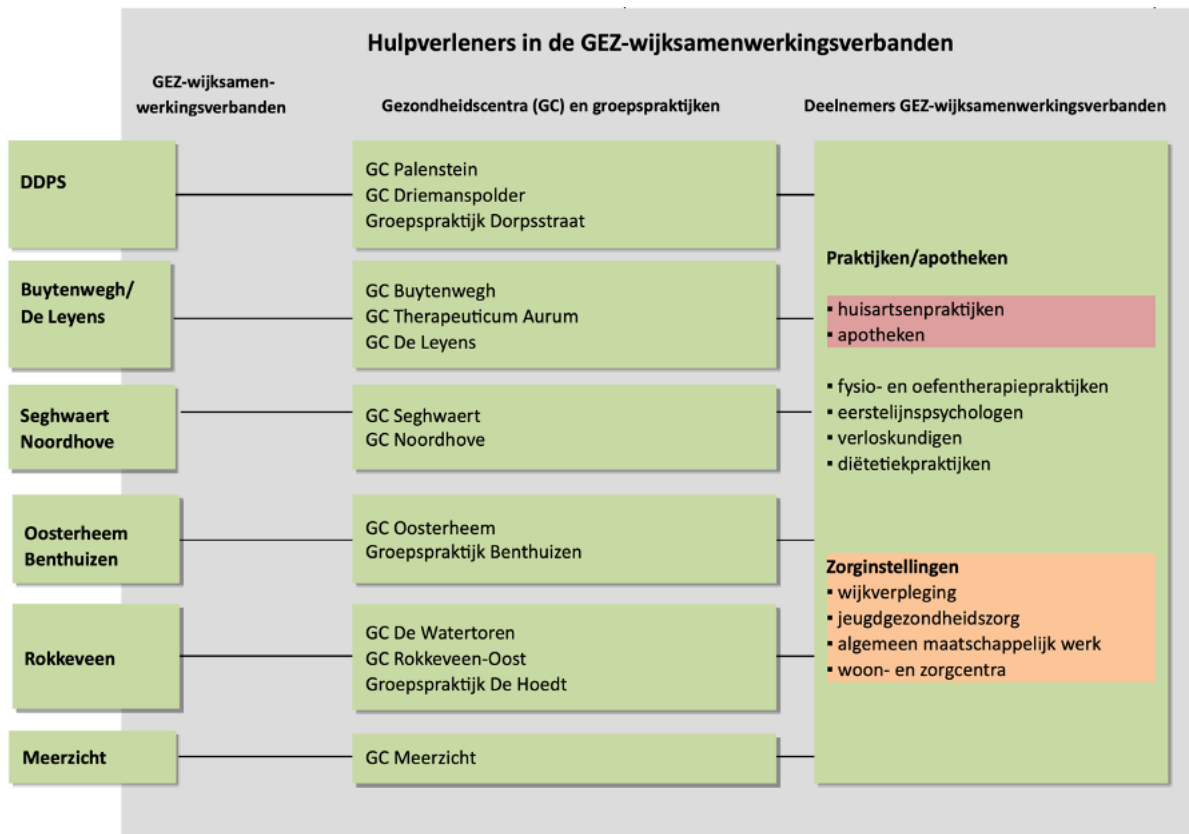 Hulpverleners in de GEZ-wijksamenwerkingsverbanden
GEZ-wijksamen-
werkingsverbanden
Gezondheidscentra (GC) en groepspraktijken
Deelnemers GEZ-wijksamenwerkingsverbanden
DDPS
GC Palenstein
GC Driemanspolder
Groepspraktijk Dorpsstraat
Buytenwegh/
De Leyens
GC Buytenwegh
GC Therapeuticum Aurum
GC De Leyens
Seghwaert
Noordhove
GC Seghwaert
GC Noordhove
Oosterheem
Benthuizen
GC Oosterheem
Groepspraktijk Benthuizen
Rokkeveen
GC De Watertoren
GC Rokkeveen-Oost
Groepspraktijk De Hoedt
Meerzicht
GC Meerzicht
Praktijken/apotheken
▪ huisartsenpraktijken
▪ apotheken
▪ fysio- en oefentherapiepraktijken
▪ eerstelijnspsychologen
▪ verloskundigen
▪ diëtetiekpraktijken
Zorginstellingen
▪ wijkverpleging
▪ jeugdgezondheidszorg
▪ algemeen maatschappelijk werk
▪ woon- en zorgcentra